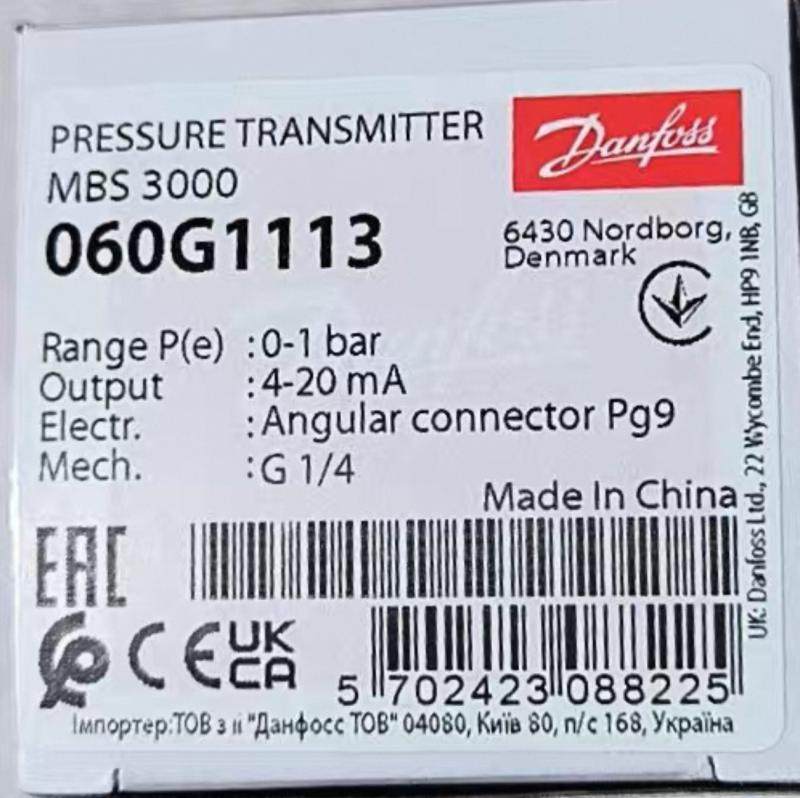 PRESSURE TRANSMITTER
MBS 3000
060G1113
Danfoss
6430 Nordborg,
Denmark
Range P(e) :0-1 bar
Output :4-20 mA
Electr. :Angular connector Pg9
Mech. :G 1/4
Made In China
UK: Danfoss Ltd., 22 Wycombe End, HP9 1NB, GB
EAC
CE
UK
CA
5 702423 088225
Імпортер:ТОВ з іі "Данфосс ТОВ" 04080, Київ 80, п/с 168, Україна